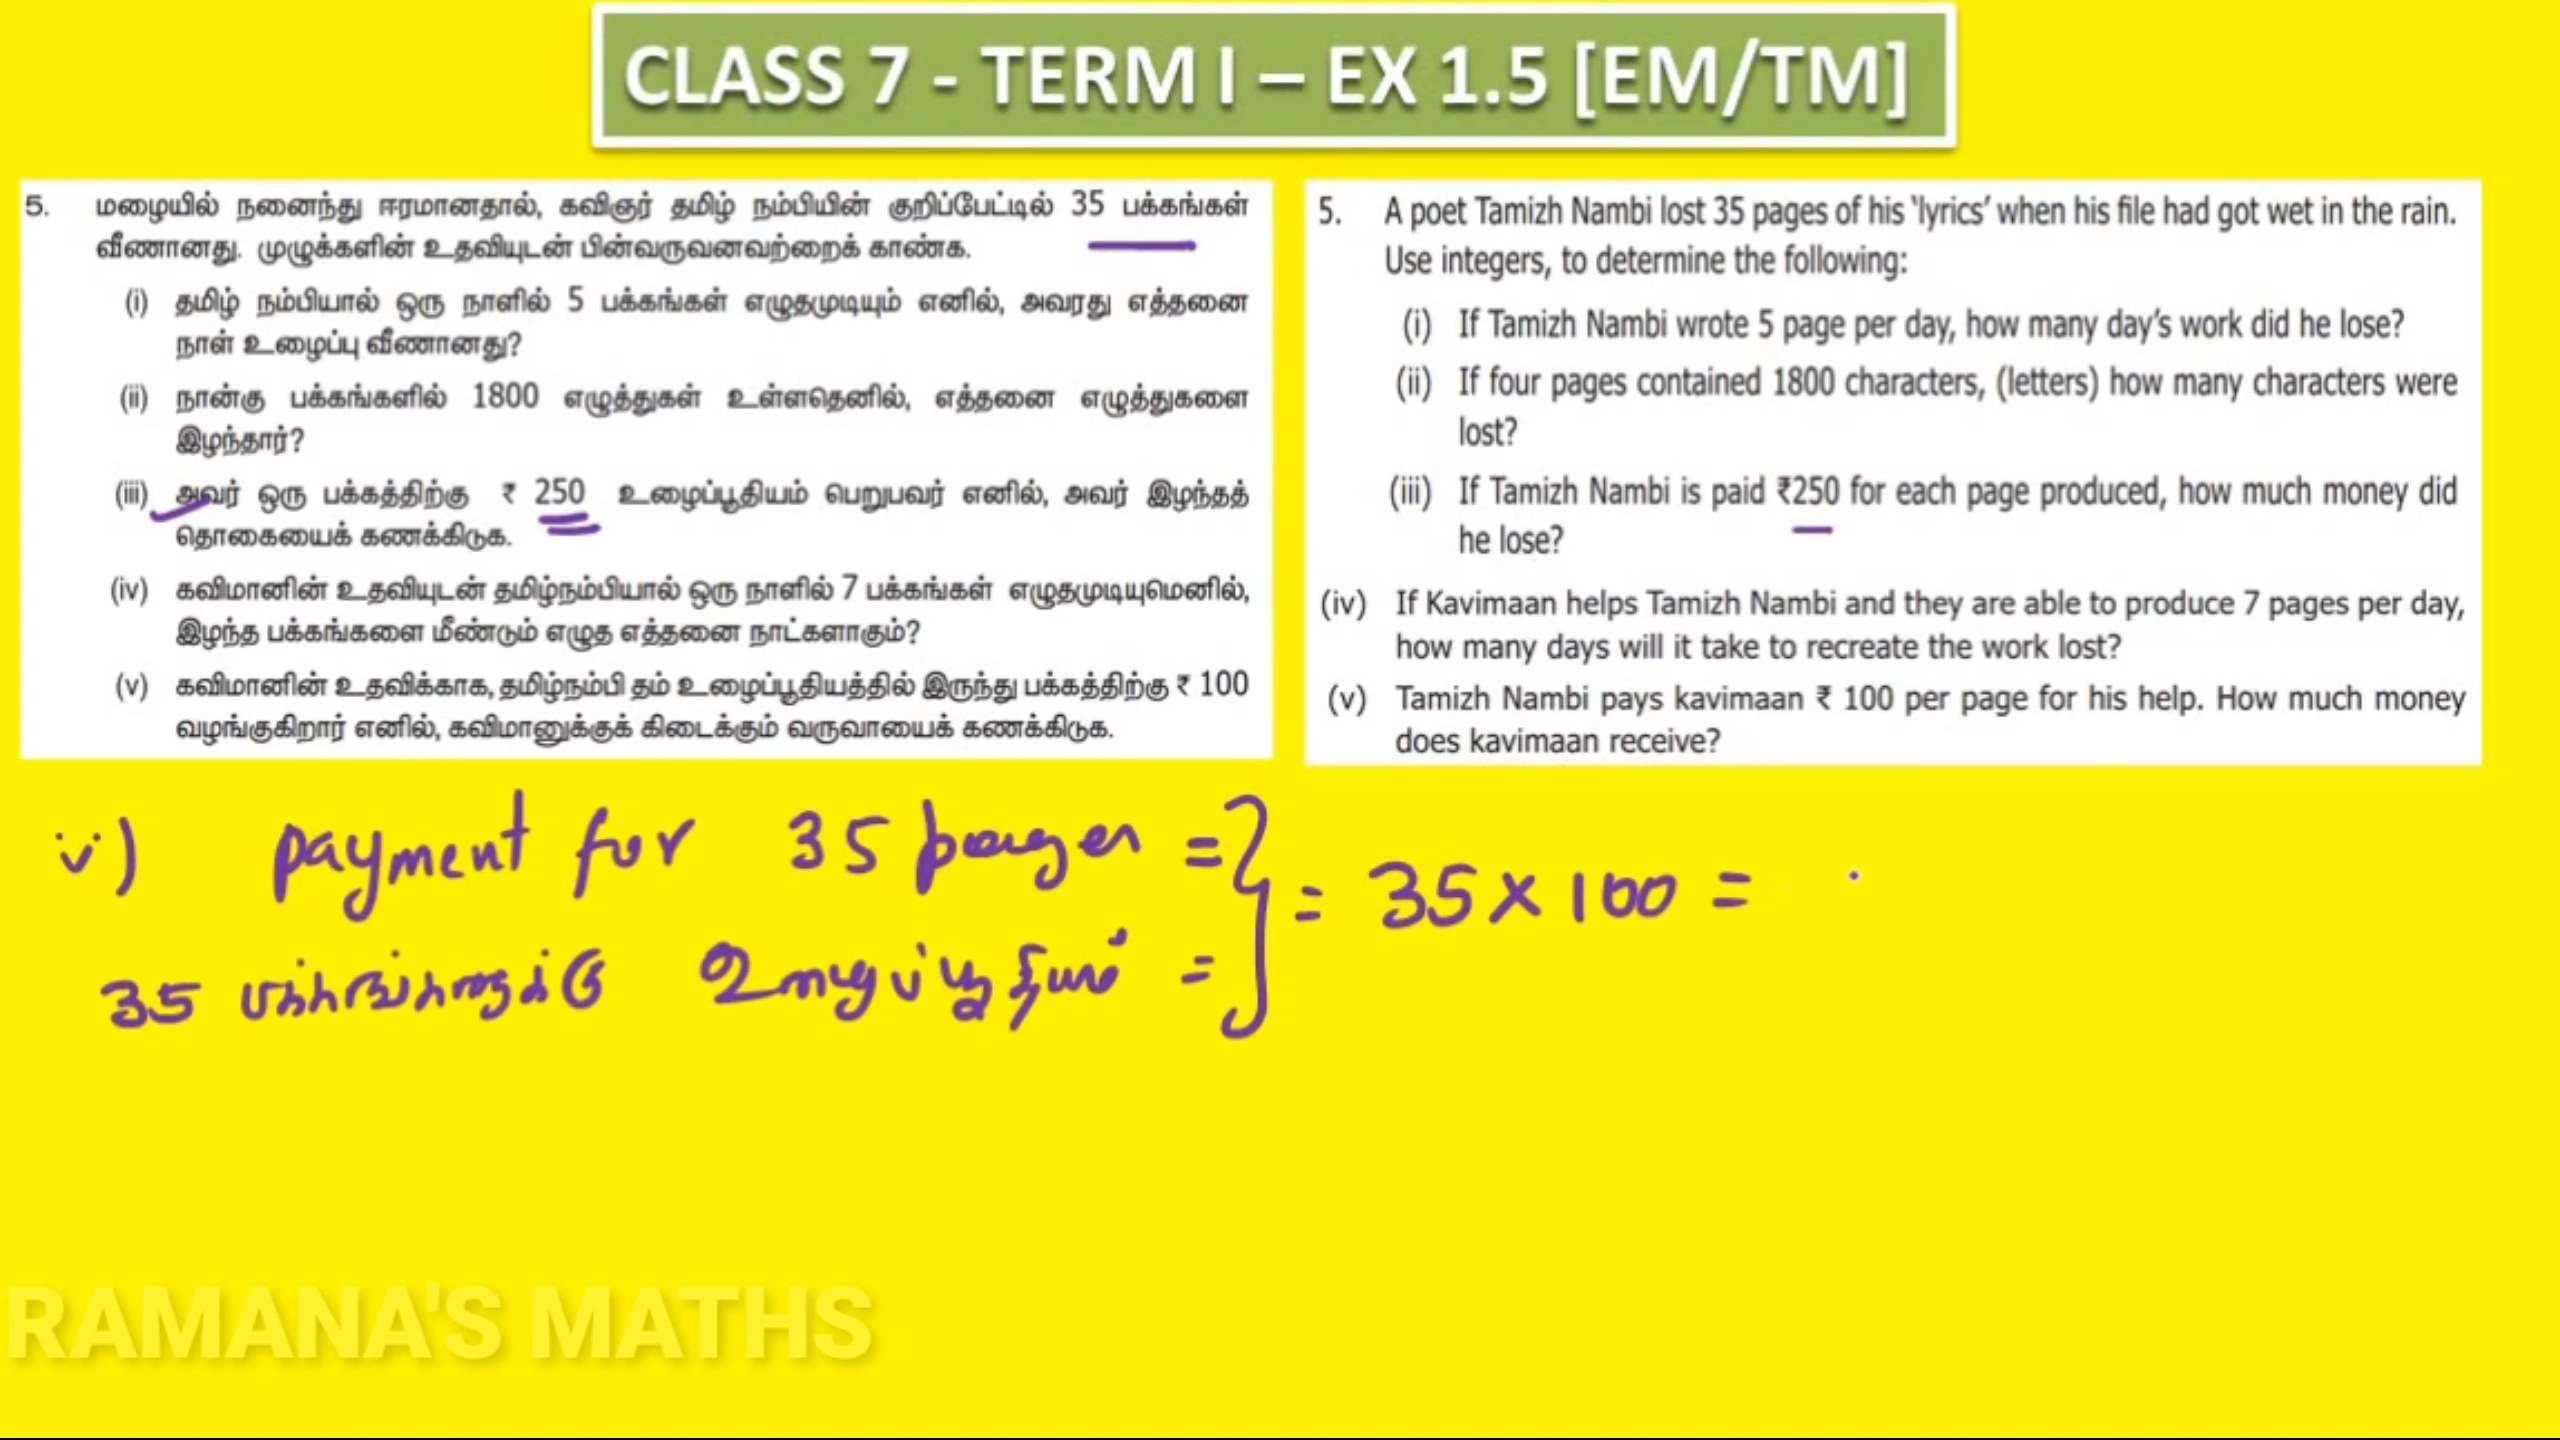 CLASS 7 - TERM I – EX 1.5 [EM/TM]
5. மழையில் நனைந்து ஈரமானதால், கவிஞர் தமிழ் நம்பியின் குறிப்பேட்டில் 35 பக்கங்கள்
வீணானது. முழுக்களின் உதவியுடன் பின்வருவனவற்றைக் காண்க.
(i) தமிழ் நம்பியால் ஒரு நாளில் 5 பக்கங்கள் எழுதமுடியும் எனில், அவரது எத்தனை
நாள் உழைப்பு வீணானது?
(ii) நான்கு பக்கங்களில் 1800 எழுத்துகள் உள்ளதெனில், எத்தனை எழுத்துகளை
இழந்தார்?
(iii) அவர் ஒரு பக்கத்திற்கு ₹ 250 உழைப்பூதியம் பெறுபவர் எனில், அவர் இழந்தத்
தொகையைக் கணக்கிடுக.
(iv) கவிமானின் உதவியுடன் தமிழ்நம்பியால் ஒரு நாளில் 7 பக்கங்கள் எழுதமுடியுமெனில்,
இழந்த பக்கங்களை மீண்டும் எழுத எத்தனை நாட்களாகும்?
(v) கவிமானின் உதவிக்காக, தமிழ்நம்பி தம் உழைப்பூதியத்தில் இருந்து பக்கத்திற்கு ₹ 100
வழங்குகிறார் எனில், கவிமானுக்குக் கிடைக்கும் வருவாயைக் கணக்கிடுக.
5. A poet Tamizh Nambi lost 35 pages of his 'lyrics' when his file had got wet in the rain.
Use integers, to determine the following:
(i) If Tamizh Nambi wrote 5 page per day, how many day's work did he lose?
(ii) If four pages contained 1800 characters, (letters) how many characters were
lost?
(iii) If Tamizh Nambi is paid ₹250 for each page produced, how much money did
he lose?
(iv) If Kavimaan helps Tamizh Nambi and they are able to produce 7 pages per day,
how many days will it take to recreate the work lost?
(v) Tamizh Nambi pays kavimaan ₹ 100 per page for his help. How much money
does kavimaan receive?
v) payment for 35 pages = } = 35 × 100 =
35 பக்கங்களுக்கு உழைப்பூதியம் =
RAMANA'S MATHS